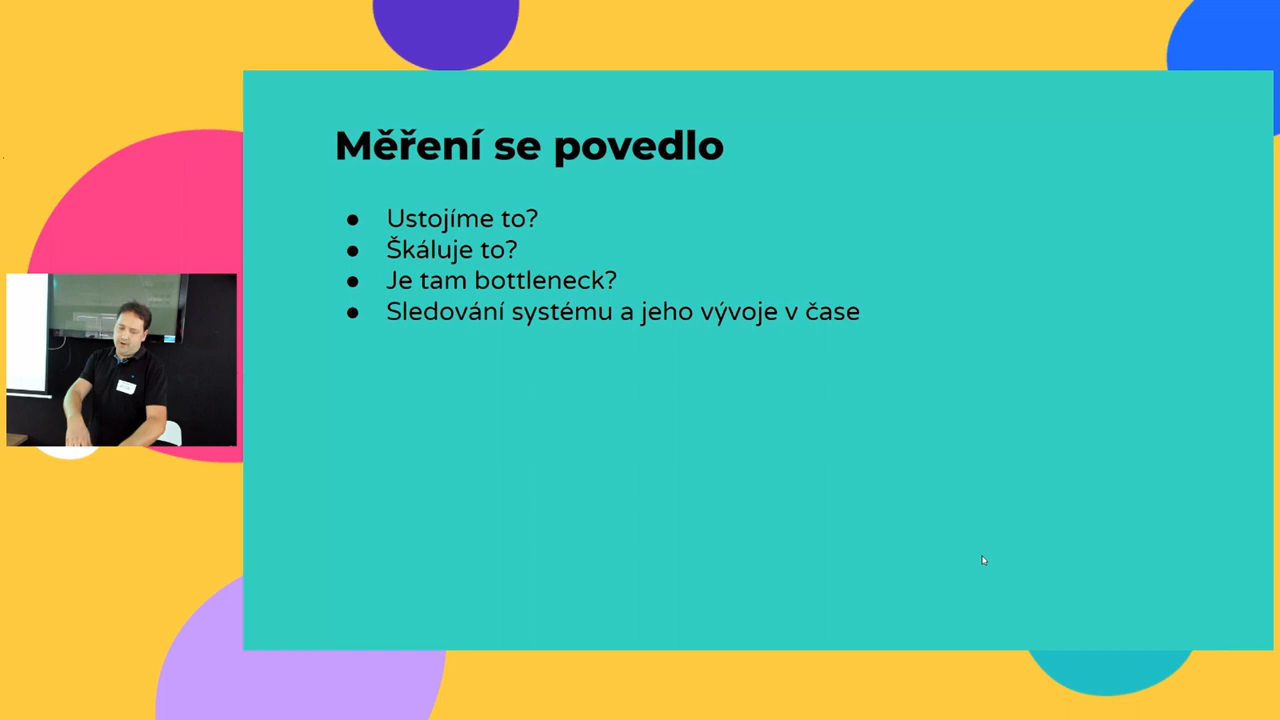 Měření se povedlo
● Ustojíme to?
● Škáluje to?
● Je tam bottleneck?
● Sledování systému a jeho vývoje v čase